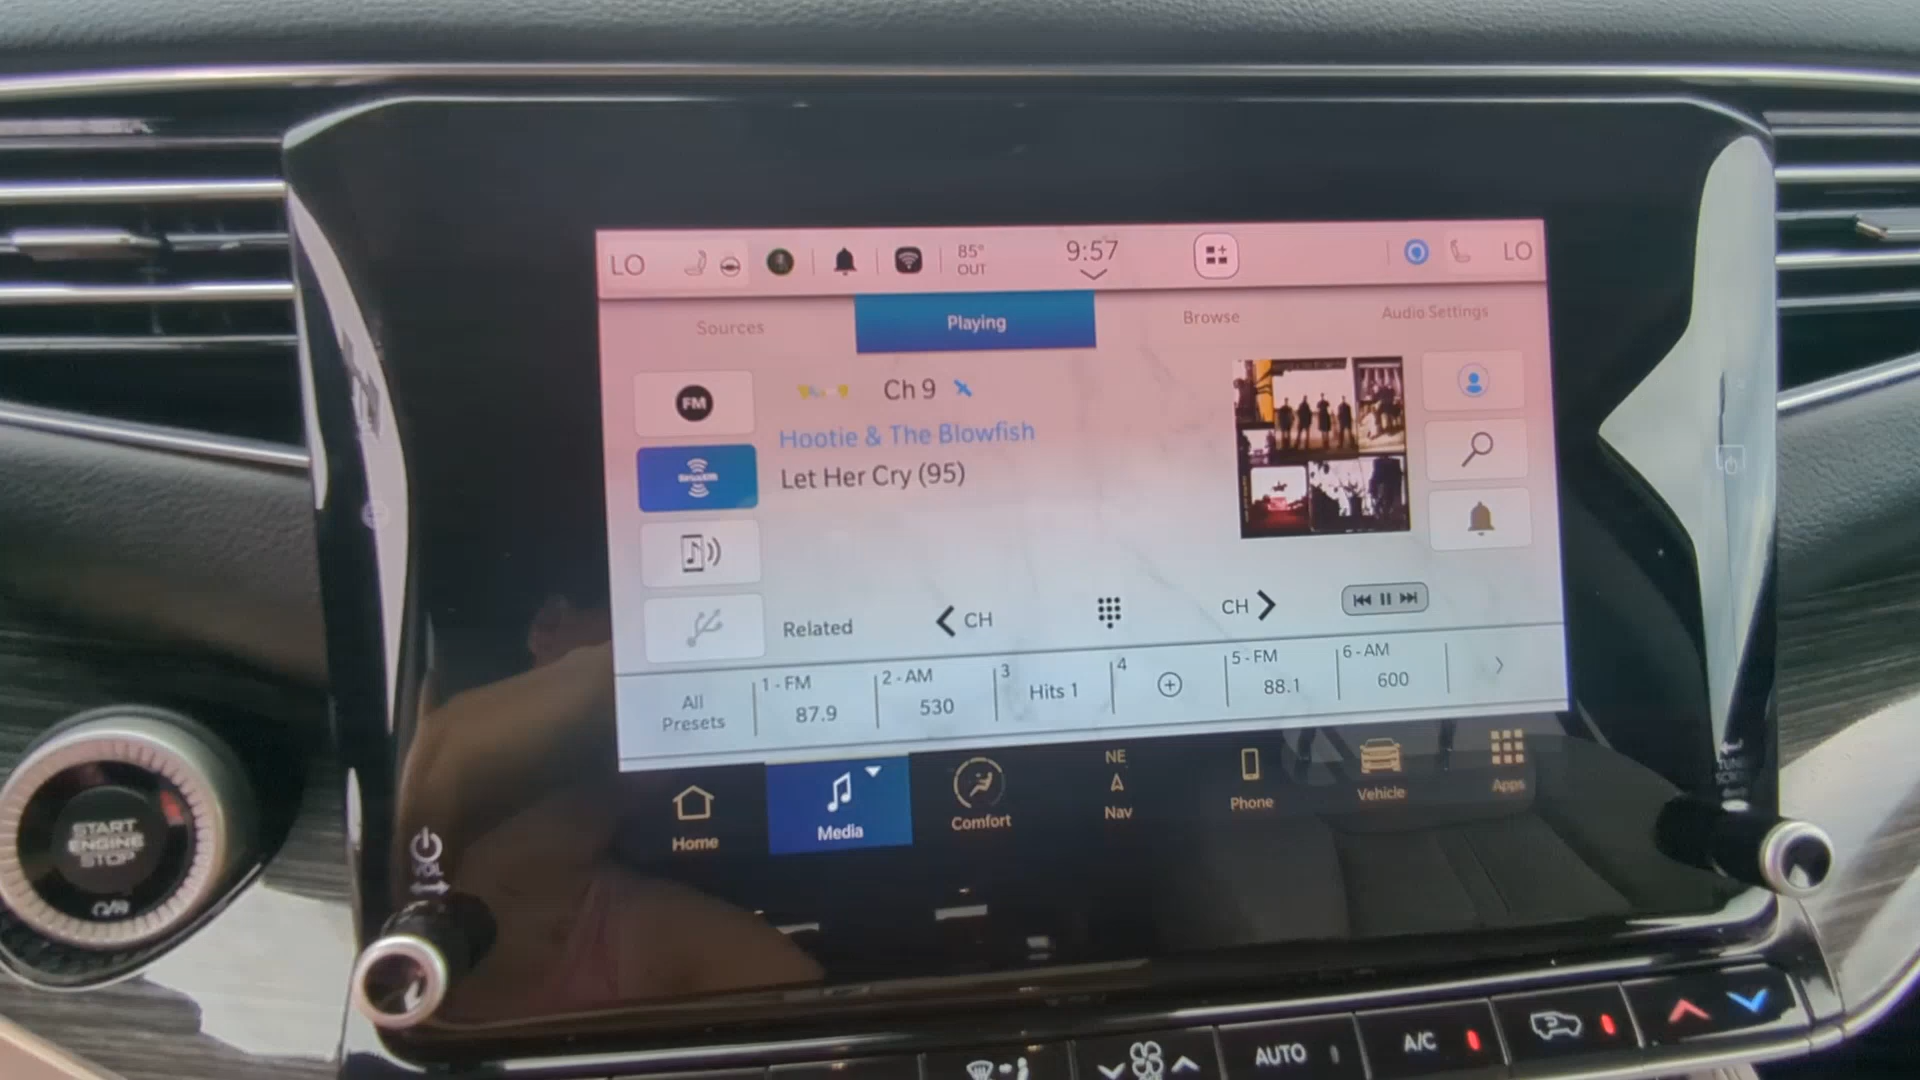 LO
85°
OUT
9:57
LO
Sources
Playing
Browse
Audio Settings
FM
Ch 9
Hootie & The Blowfish
Let Her Cry (95)
SiriusXM
Related
CH
CH
All
Presets
1 - FM
87.9
2 - AM
530
3
Hits 1
4
5 - FM
88.1
6 - AM
600
Home
Media
Comfort
NE
Nav
Phone
Vehicle
Apps
START
ENGINE
STOP
VOL
TUNE
AUTO
A/C